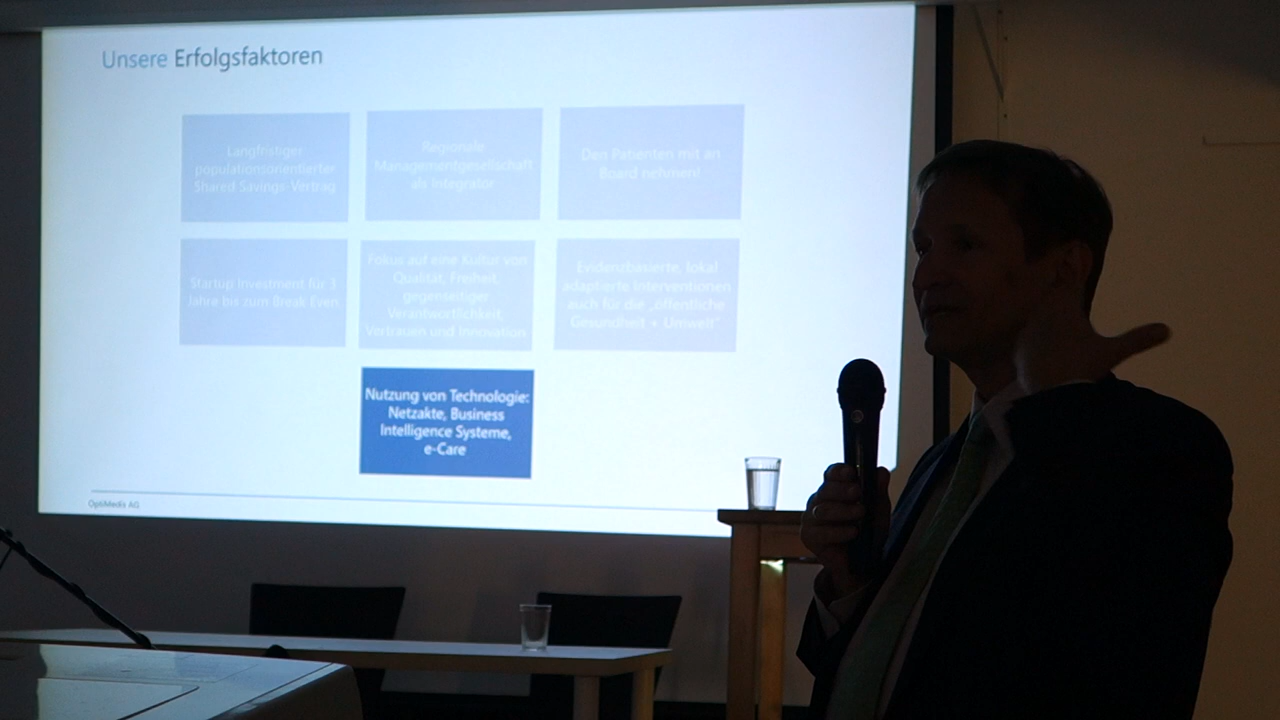 Unsere Erfolgsfaktoren
Langfristiger
populationsorientierter
Shared Savings-Vertrag
Regionale
Managementgesellschaft
als Integrator
Den Patienten mit an
Board nehmen!
Startup Investment für 3
Jahre bis zum Break Even
Fokus auf eine Kultur von
Qualität, Freiheit,
gegenseitiger
Verantwortlichkeit,
Vertrauen und Innovation
Evidenzbasierte, lokal
adaptierte Interventionen
auch für die „öffentliche
Gesundheit + Umwelt"
Nutzung von Technologie:
Netzakte, Business
Intelligence Systeme,
e-Care
OptiMedis AG